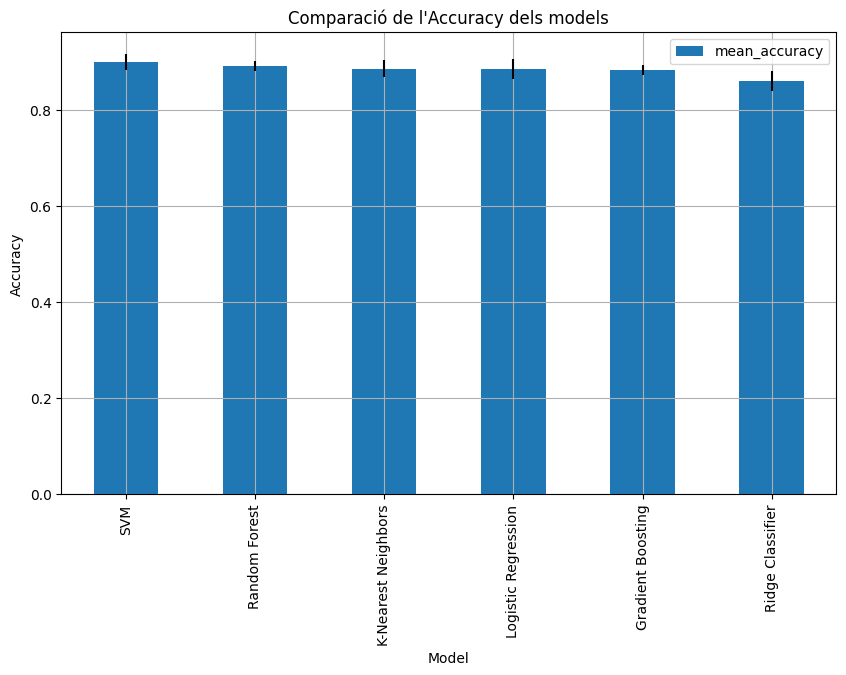 Comparació de l'Accuracy dels models
mean_accuracy
Accuracy
0.8
0.6
0.4
0.2
0.0
SVM
Random Forest
K-Nearest Neighbors
Logistic Regression
Gradient Boosting
Ridge Classifier
Model